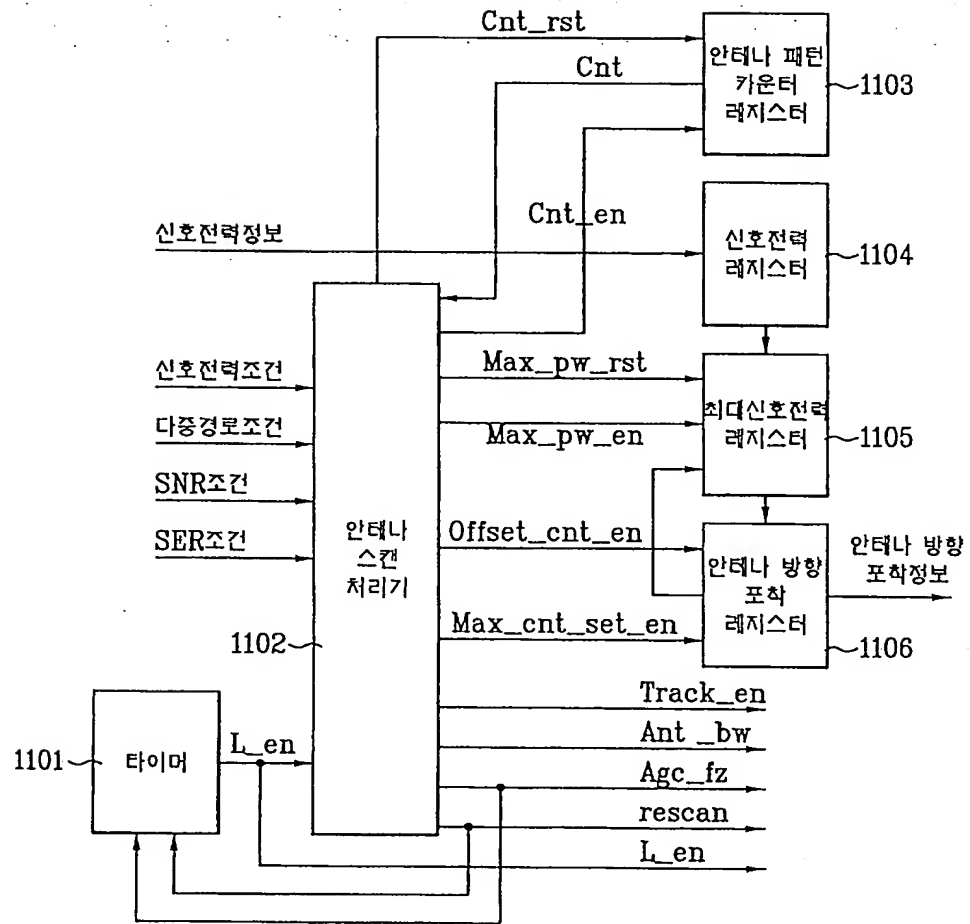 Cnt_rst
Cnt
안테나 패턴
카운터
레지스터
1103
Cnt_en
신호전력정보
신호전력
레지스터
1104
신호전력조건
다중경로조건
SNR조건
SER조건
Max_pw_rst
Max_pw_en
최대신호전력
레지스터
1105
안테나
스캔
처리기
1102
Offset_cnt_en
Max_cnt_set_en
안테나 방향
포착
레지스터
1106
안테나 방향
포착정보
Track_en
Ant_bw
Agc_fz
rescan
L_en
1101
타이머
L_en